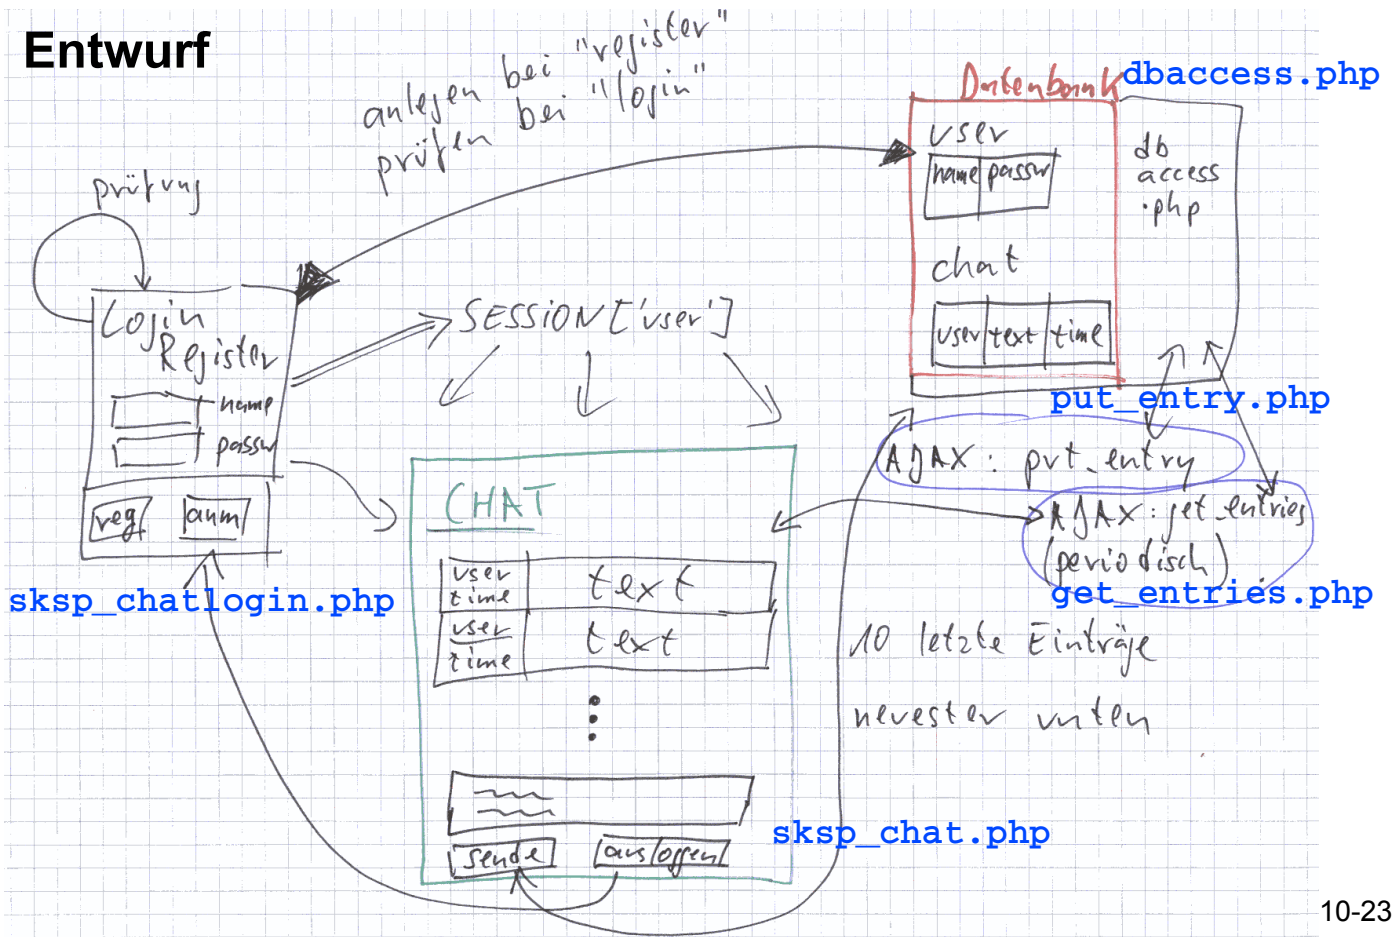 Entwurf
anlegen bei "register"
prüfen bei "login"
prüfung
Datenbank
dbaccess.php
user
name passw
db
access
.php
chat
user text time
Login
Register
name
passw
reg anm
sksp_chatlogin.php
SESSION['user']
put_entry.php
AJAX: put_entry
AJAX: get_entries
(periodisch)
get_entries.php
CHAT
user
time
text
user
time
text
10 letzte Einträge
neuester unten
sende
ausloggen
sksp_chat.php
10-23